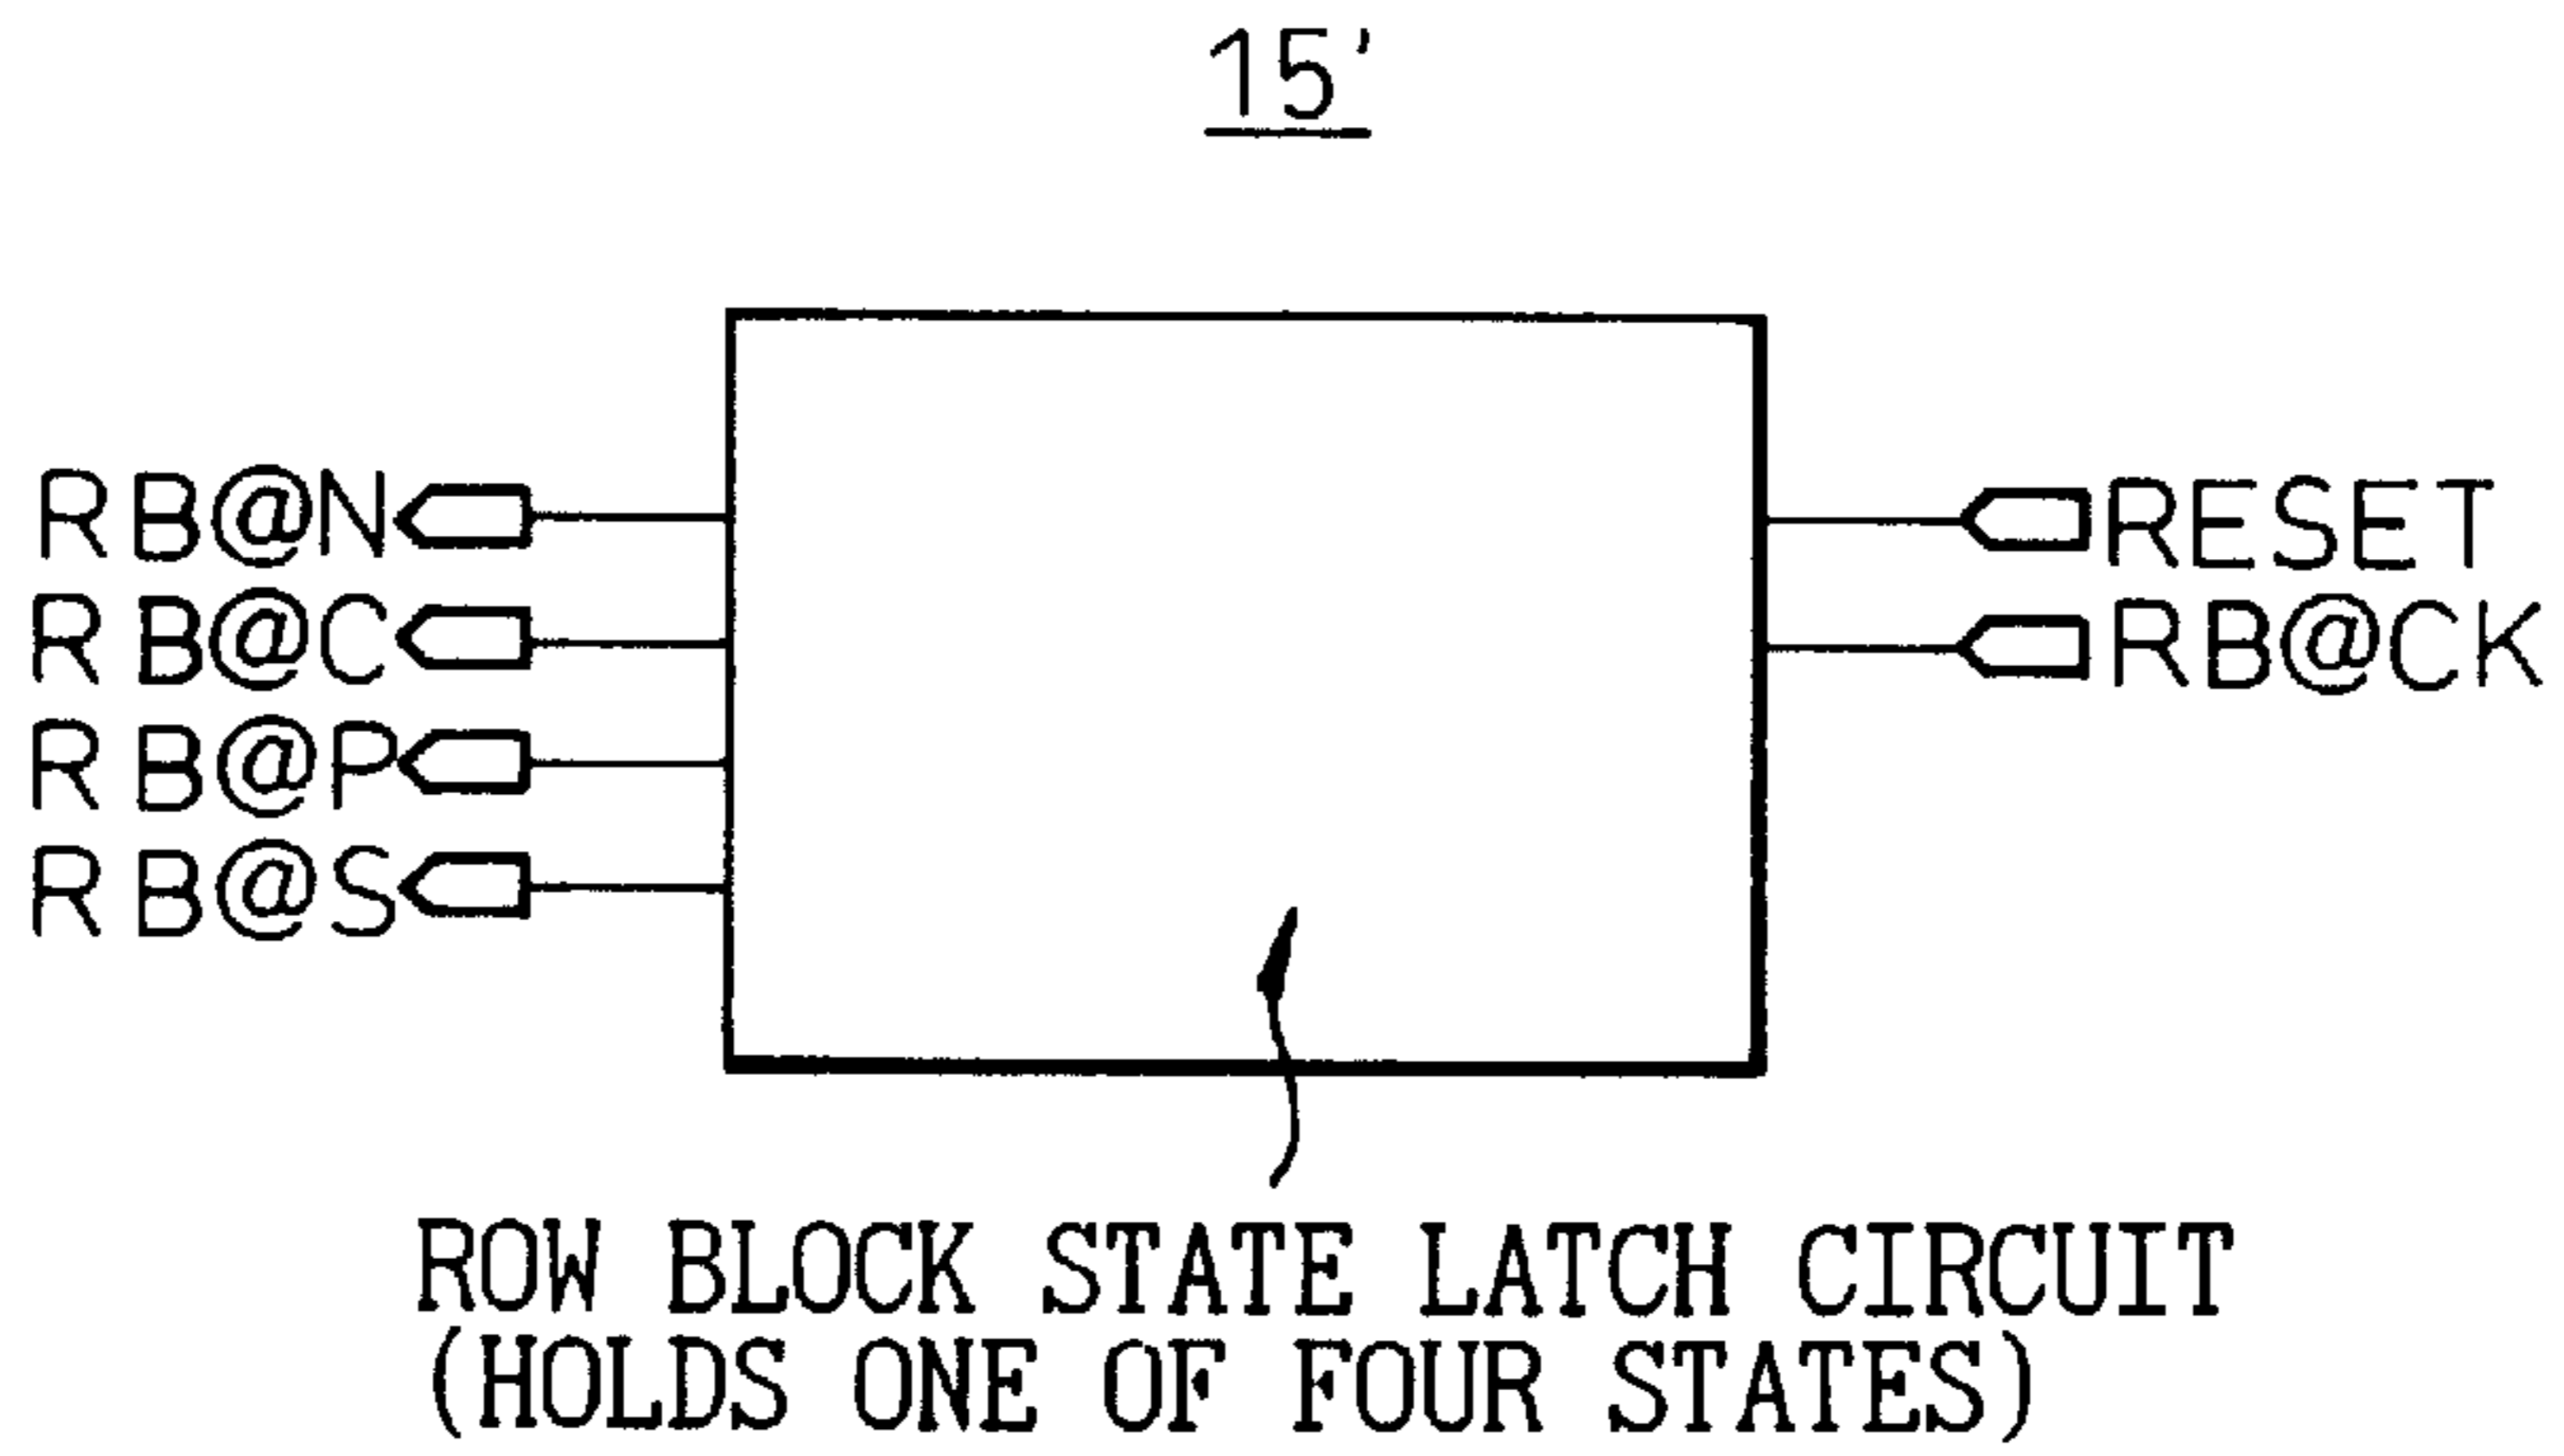 15'
RB@N
RB@C
RB@P
RB@S
RESET
RB@CK
ROW BLOCK STATE LATCH CIRCUIT
(HOLDS ONE OF FOUR STATES)